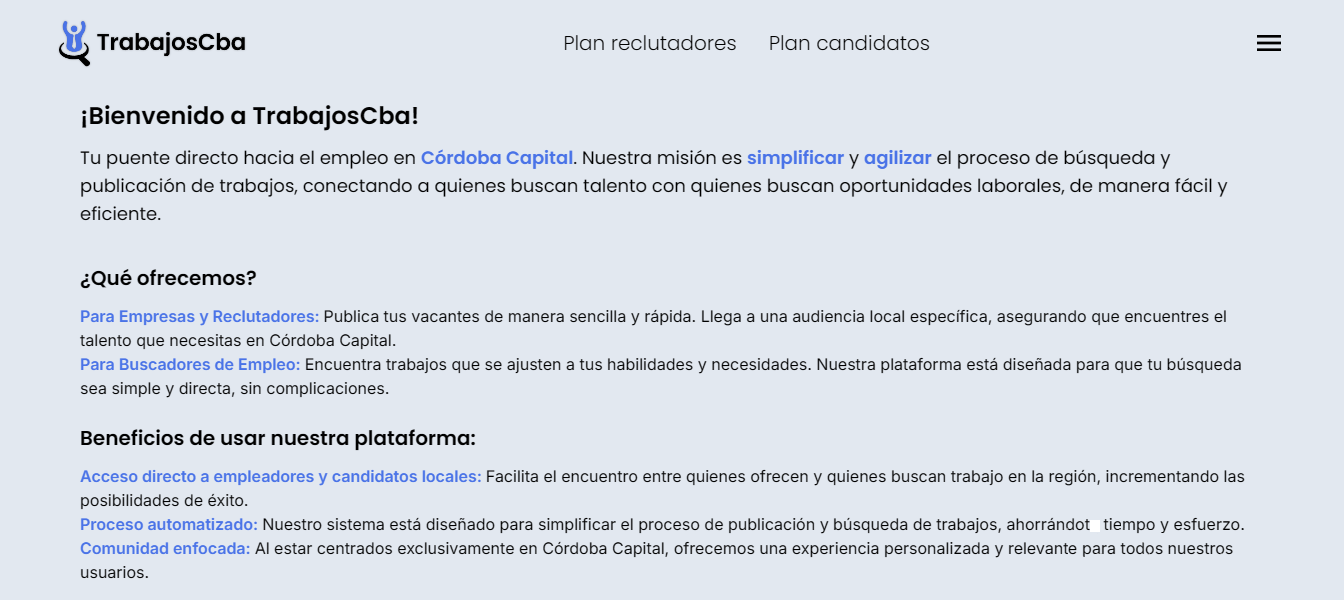 TrabajosCba
Plan reclutadores
Plan candidatos
¡Bienvenido a TrabajosCba!
Tu puente directo hacia el empleo en Córdoba Capital. Nuestra misión es simplificar y agilizar el proceso de búsqueda y
publicación de trabajos, conectando a quienes buscan talento con quienes buscan oportunidades laborales, de manera fácil y
eficiente.
¿Qué ofrecemos?
Para Empresas y Reclutadores: Publica tus vacantes de manera sencilla y rápida. Llega a una audiencia local específica, asegurando que encuentres el
talento que necesitas en Córdoba Capital.
Para Buscadores de Empleo: Encuentra trabajos que se ajusten a tus habilidades y necesidades. Nuestra plataforma está diseñada para que tu búsqueda
sea simple y directa, sin complicaciones.
Beneficios de usar nuestra plataforma:
Acceso directo a empleadores y candidatos locales: Facilita el encuentro entre quienes ofrecen y quienes buscan trabajo en la región, incrementando las
posibilidades de éxito.
Proceso automatizado: Nuestro sistema está diseñado para simplificar el proceso de publicación y búsqueda de trabajos, ahorrándot tiempo y esfuerzo.
Comunidad enfocada: Al estar centrados exclusivamente en Córdoba Capital, ofrecemos una experiencia personalizada y relevante para todos nuestros
usuarios.